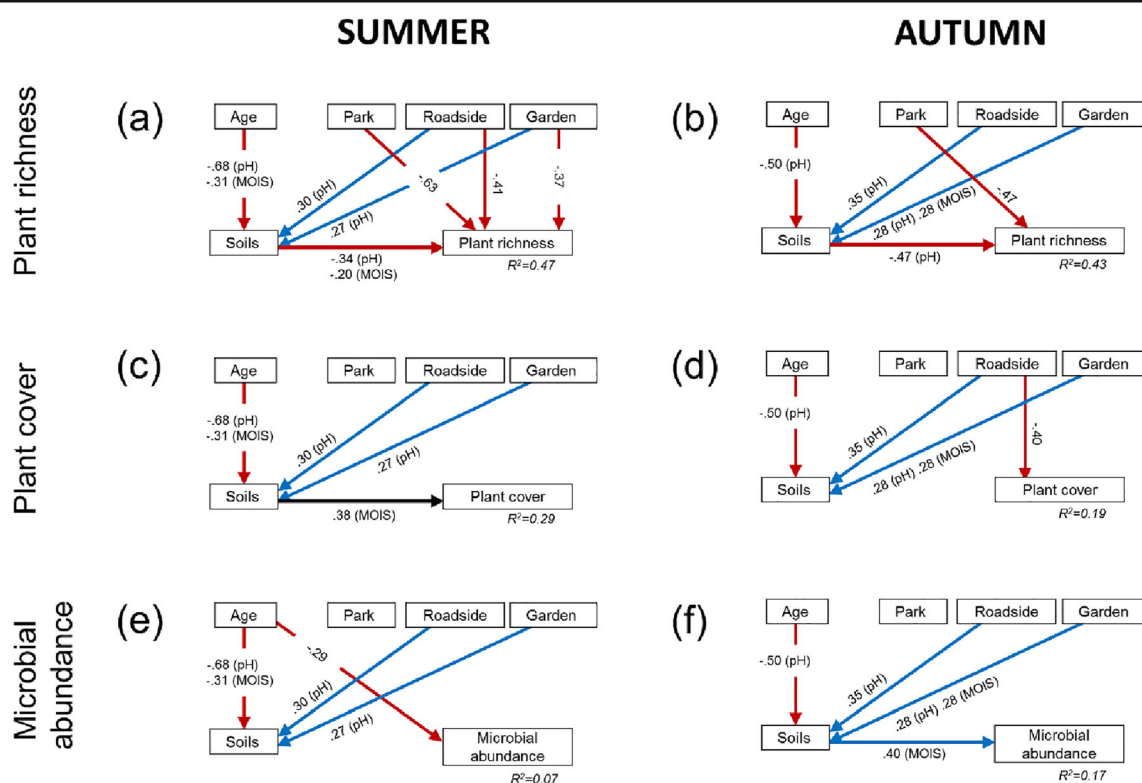 SUMMER
AUTUMN
Plant richness
(a)
Age
Park
Roadside
Garden
-.68 (pH)
-.31 (MOIS)
.30 (pH)
-.63
-.41
-.37
.27 (pH)
Soils
Plant richness
-.34 (pH)
-.20 (MOIS)
R²=0.47
(b)
Age
Park
Roadside
Garden
-.50 (pH)
.35 (pH)
-.47
.28 (pH) .28 (MOIS)
Soils
Plant richness
-.47 (pH)
R²=0.43
Plant cover
(c)
Age
Park
Roadside
Garden
-.68 (pH)
-.31 (MOIS)
.30 (pH)
.27 (pH)
Soils
Plant cover
.38 (MOIS)
R²=0.29
(d)
Age
Park
Roadside
Garden
-.50 (pH)
.35 (pH)
-.40
.28 (pH) .28 (MOIS)
Soils
Plant cover
R²=0.19
Microbial
abundance
(e)
Age
Park
Roadside
Garden
-.68 (pH)
-.31 (MOIS)
-.29
.30 (pH)
.27 (pH)
Soils
Microbial
abundance
R²=0.07
(f)
Age
Park
Roadside
Garden
-.50 (pH)
.35 (pH)
.28 (pH) .28 (MOIS)
Soils
Microbial
abundance
.40 (MOIS)
R²=0.17